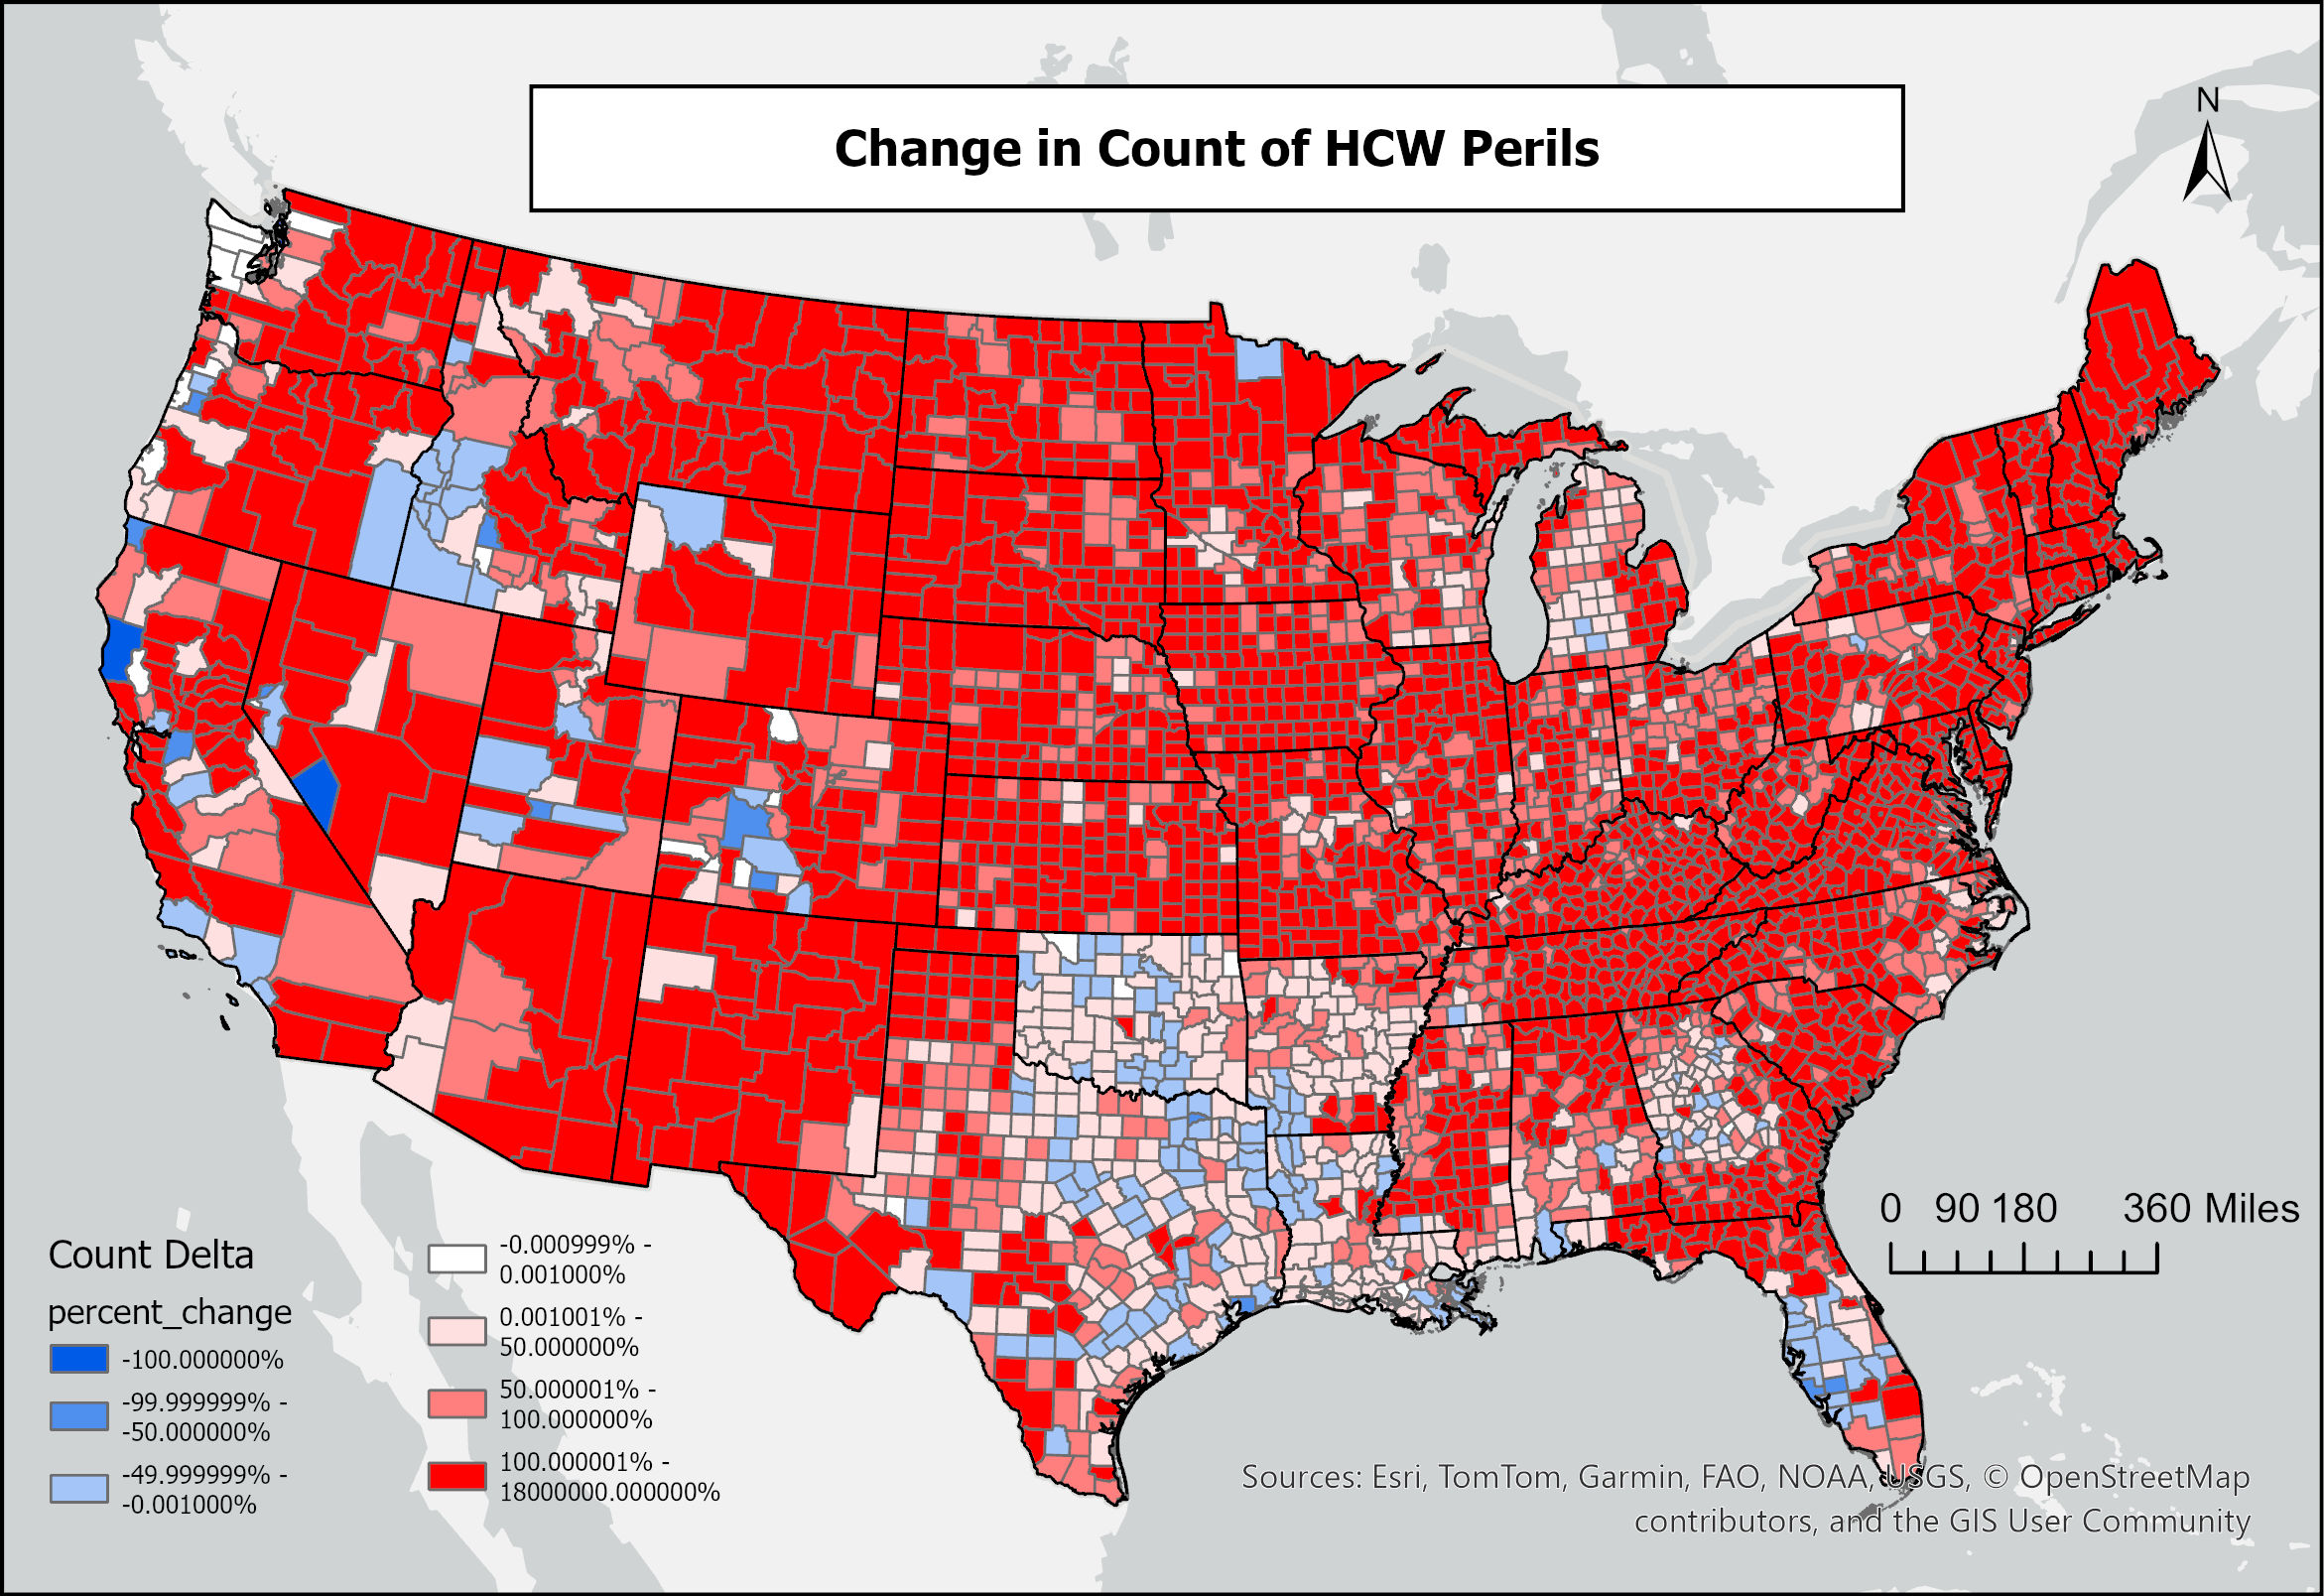 Change in Count of HCW Perils
N
0 90 180 360 Miles
Count Delta
percent_change
-100.000000%
-99.999999% -
-50.000000%
-49.999999% -
-0.001000%
-0.000999% -
0.001000%
0.001001% -
50.000000%
50.000001% -
100.000000%
100.000001% -
18000000.000000%
Sources: Esri, TomTom, Garmin, FAO, NOAA, USGS, © OpenStreetMap
contributors, and the GIS User Community